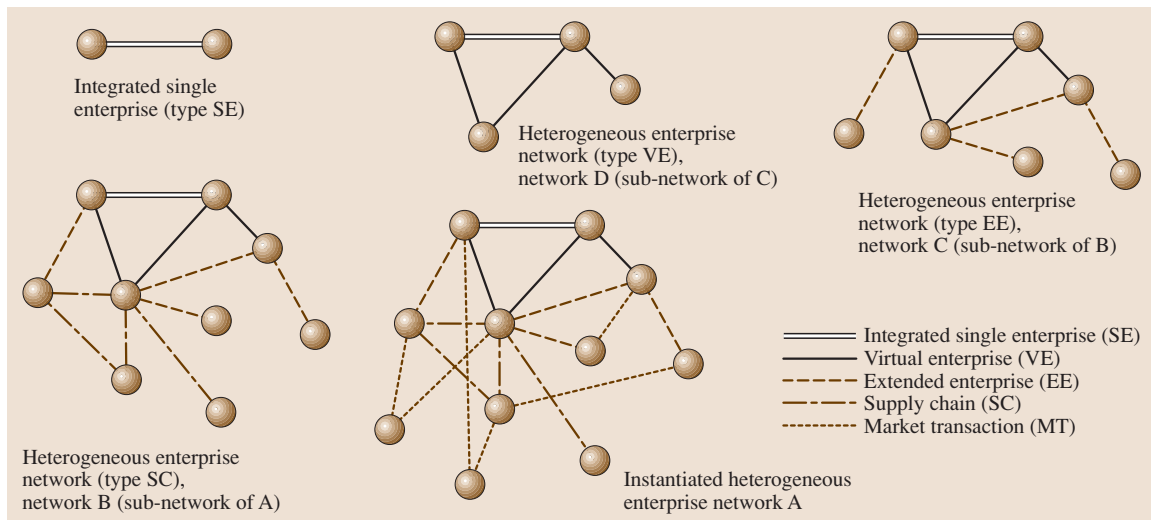 Integrated single
enterprise (type SE)
Heterogeneous enterprise
network (type VE),
network D (sub-network of C)
Heterogeneous enterprise
network (type EE),
network C (sub-network of B)
Heterogeneous enterprise
network (type SC),
network B (sub-network of A)
Instantiated heterogeneous
enterprise network A
Integrated single enterprise (SE)
Virtual enterprise (VE)
Extended enterprise (EE)
Supply chain (SC)
Market transaction (MT)